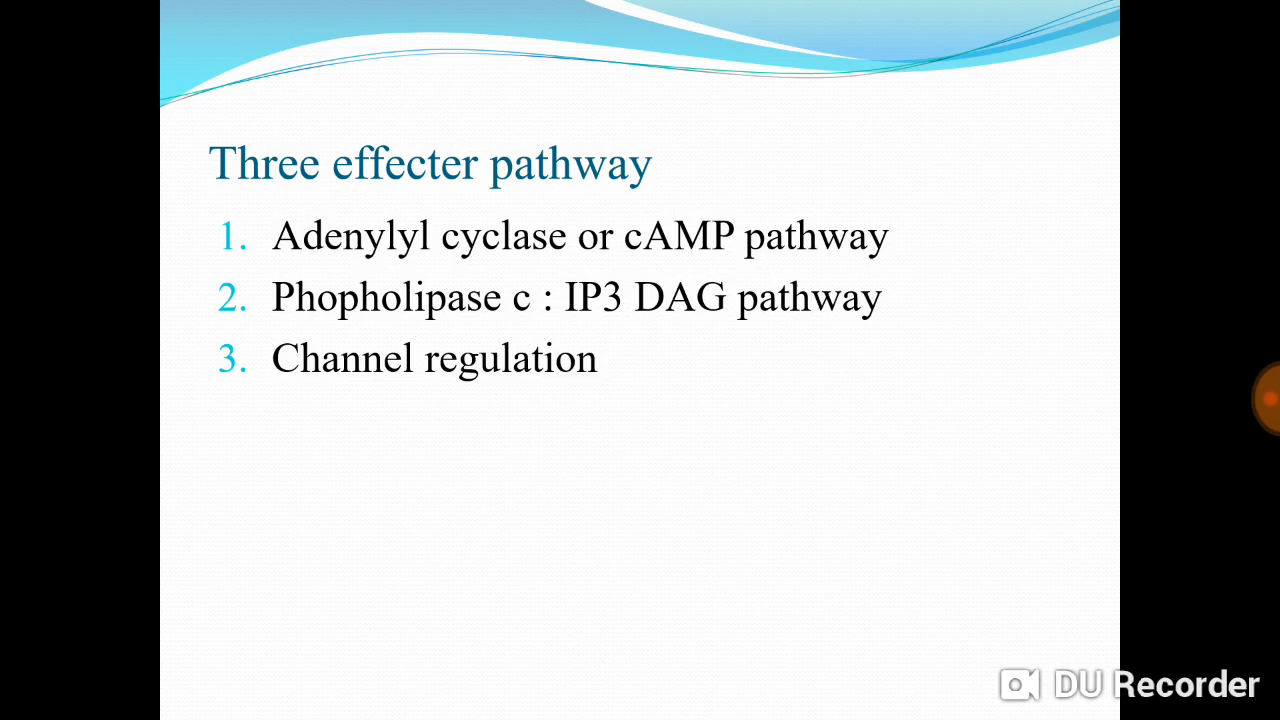 Three effecter pathway
1. Adenylyl cyclase or cAMP pathway
2. Phopholipase c : IP3 DAG pathway
3. Channel regulation
DU Recorder